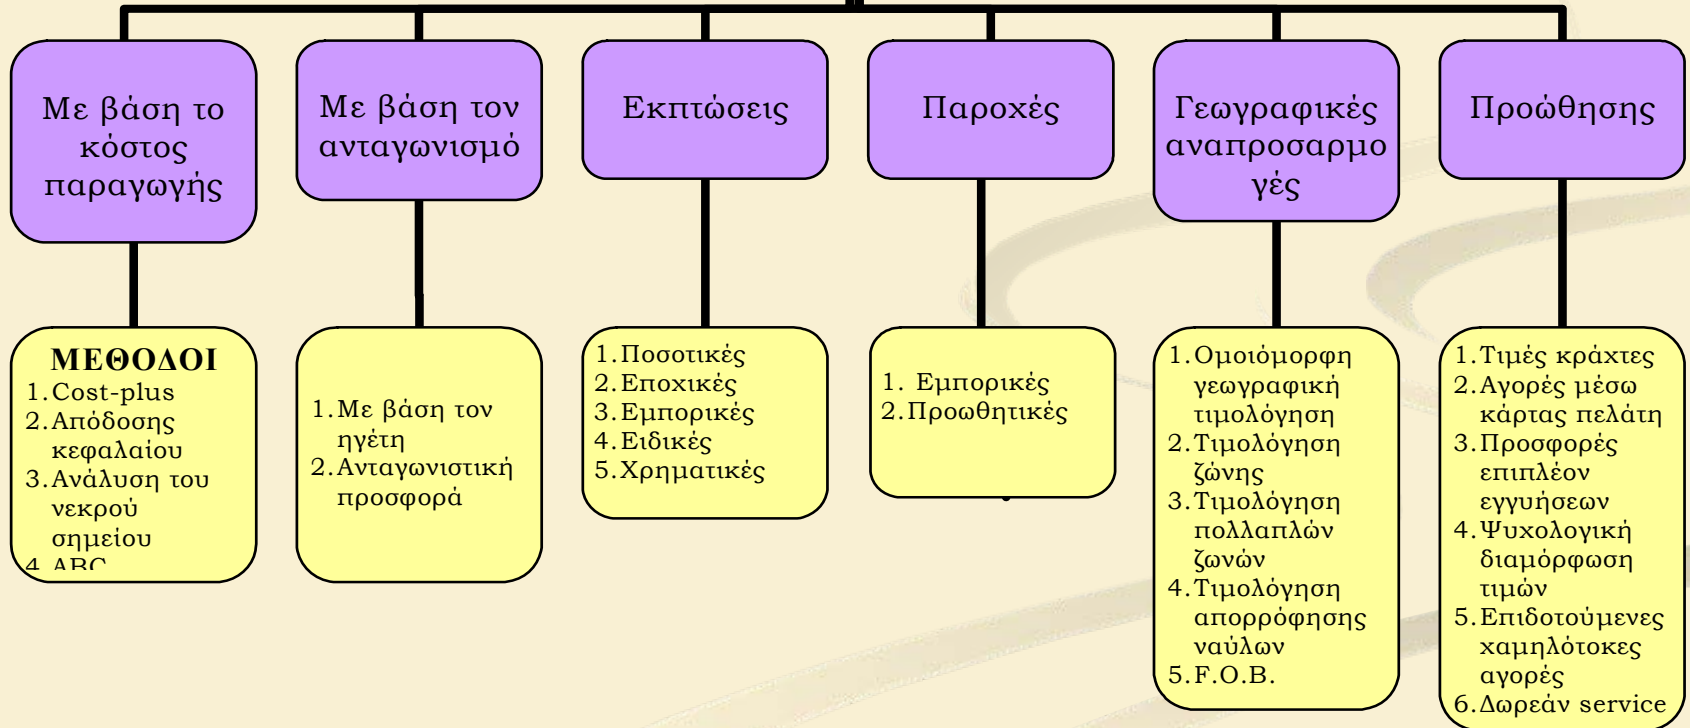 Με βάση το
κόστος
παραγωγής
Με βάση τον
ανταγωνισμό
Εκπτώσεις
Παροχές
Γεωγραφικές
αναπροσαρμο
γές
Προώθησης
ΜΕΘΟΔΟΙ
1.Cost-plus
2.Απόδοσης
κεφαλαίου
3.Ανάλυση του
νεκρού
σημείου
4 ABC
1.Με βάση τον
ηγέτη
2.Ανταγωνιστική
προσφορά
1.Ποσοτικές
2.Εποχικές
3.Εμπορικές
4.Ειδικές
5.Χρηματικές
1. Εμπορικές
2.Προωθητικές
1.Ομοιόμορφη
γεωγραφική
τιμολόγηση
2.Τιμολόγηση
ζώνης
3.Τιμολόγηση
πολλαπλών
ζωνών
4.Τιμολόγηση
απορρόφησης
ναύλων
5.F.O.B.
1.Τιμές κράχτες
2.Αγορές μέσω
κάρτας πελάτη
3.Προσφορές
επιπλέον
εγγυήσεων
4.Ψυχολογική
διαμόρφωση
τιμών
5.Επιδοτούμενες
χαμηλότοκες
αγορές
6.Δωρεάν service